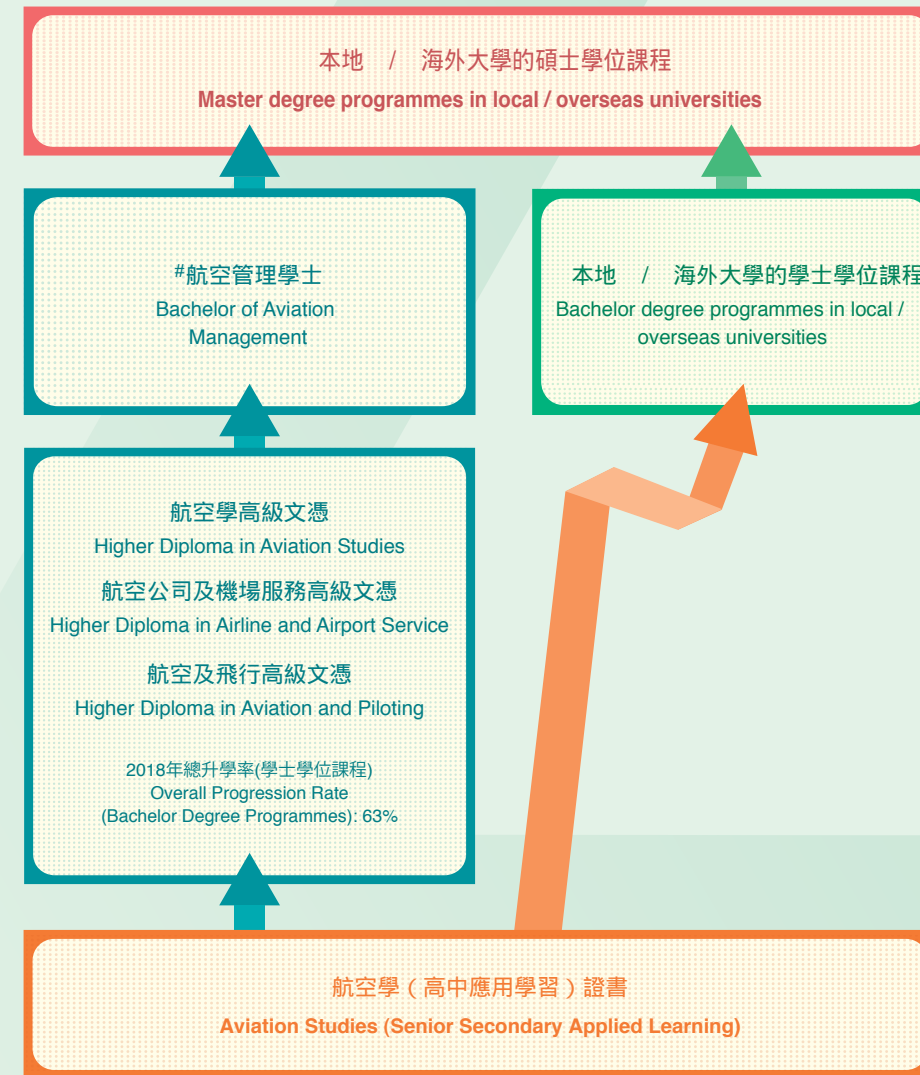 本地 / 海外大學的碩士學位課程
Master degree programmes in local / overseas universities
#航空管理學士
Bachelor of Aviation
Management
本地 / 海外大學的學士學位課程
Bachelor degree programmes in local /
overseas universities
航空學高級文憑
Higher Diploma in Aviation Studies
航空公司及機場服務高級文憑
Higher Diploma in Airline and Airport Service
航空及飛行高級文憑
Higher Diploma in Aviation and Piloting
2018年總升學率(學士學位課程)
Overall Progression Rate
(Bachelor Degree Programmes): 63%
航空學（高中應用學習）證書
Aviation Studies (Senior Secondary Applied Learning)